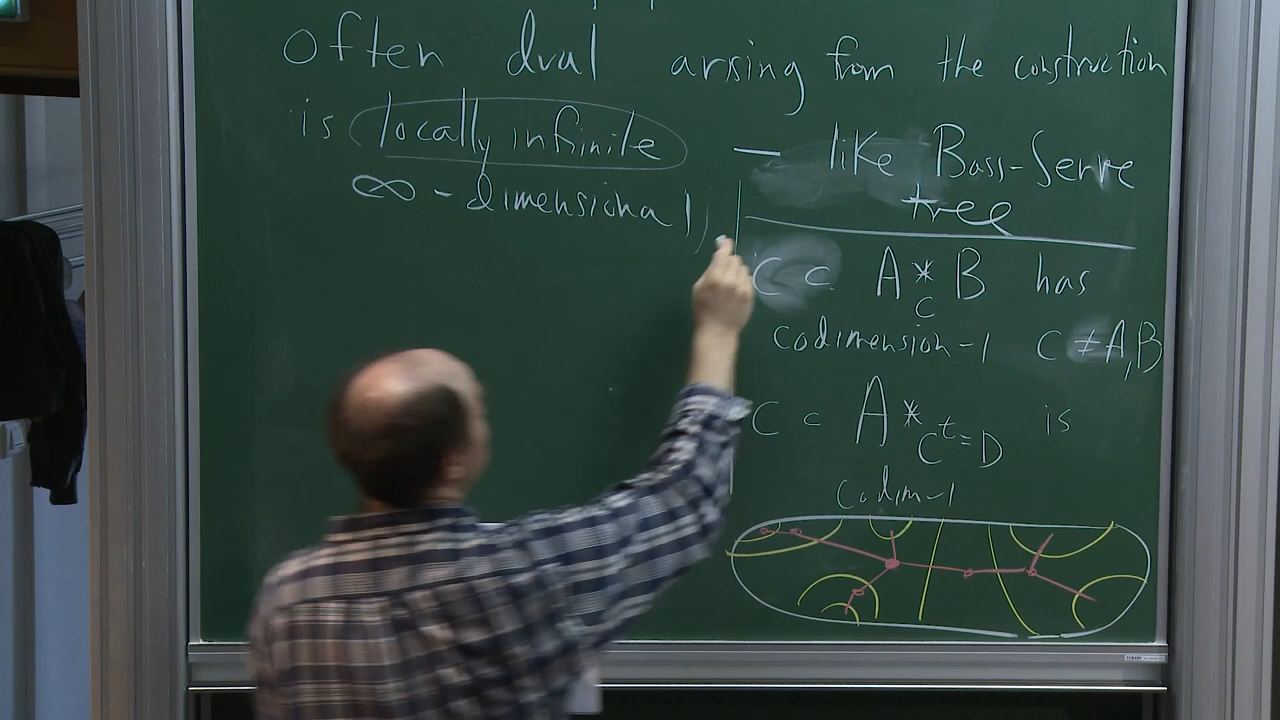 often dual arising from the construction
is locally infinite
∞-dimensional,
— like Bass-Serre
tree
C ⊂ A *_C B has
codimension-1 C ≠ A,B
C ⊂ A *_{C^t=D} is
codim-1